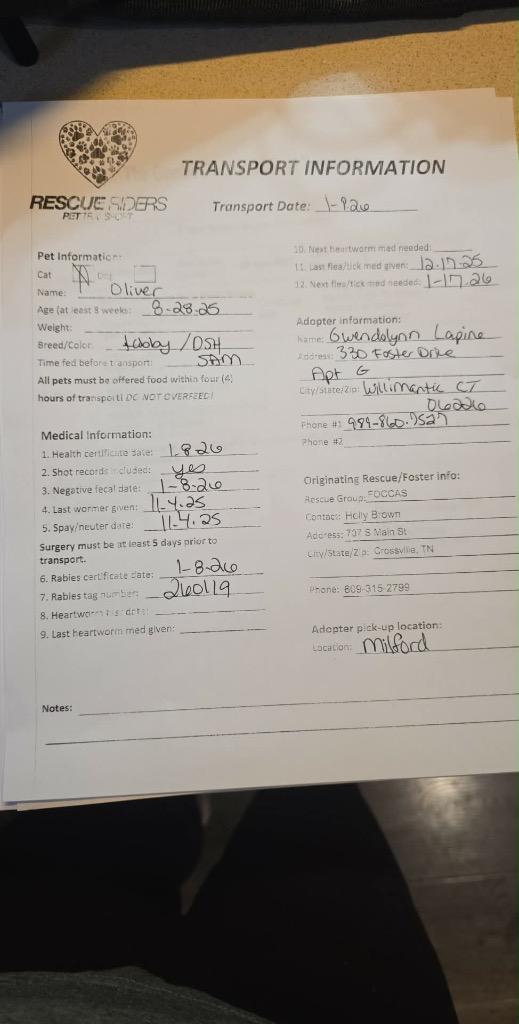 TRANSPORT INFORMATION
RESCUE RIDERS
PET TRANSPORT
Transport Date: 1-9-26
Pet Information:
Cat Dog
Name: Oliver
Age (at least 8 weeks: 8-28-25
Weight:
Breed/Color: tabby / DSH
Time fed before transport: 5AM
All pets must be offered food within four (4)
hours of transport! DO NOT OVERFEED!
Medical Information:
1. Health certificate date: 1-8-26
2. Shot records included: yes
3. Negative fecal date: 1-8-26
4. Last wormer given: 11-4-25
5. Spay/neuter date: 11-4-25
Surgery must be at least 5 days prior to
transport.
6. Rabies certificate date: 1-8-26
7. Rabies tag number: 260119
8. Heartworm
9. Last heartworm med given:
10. Next heartworm med needed:
11. Last flea/tick med given: 12-17-25
12. Next flea/tick med needed: 1-17-26
Adopter information:
Name: Gwendolynn Lapine
Address: 330 Foster Drive
Apt G
City/State/Zip: Willimantic CT
06226
Phone #1 989-860-9527
Phone #2
Originating Rescue/Foster info:
Rescue Group: FOCCAS
Contact: Holly Brown
Address: 737 S Main St
City/State/Zip: Crossville, TN
Phone: 609-315-2799
Adopter pick-up location:
Location: Milford
Notes: